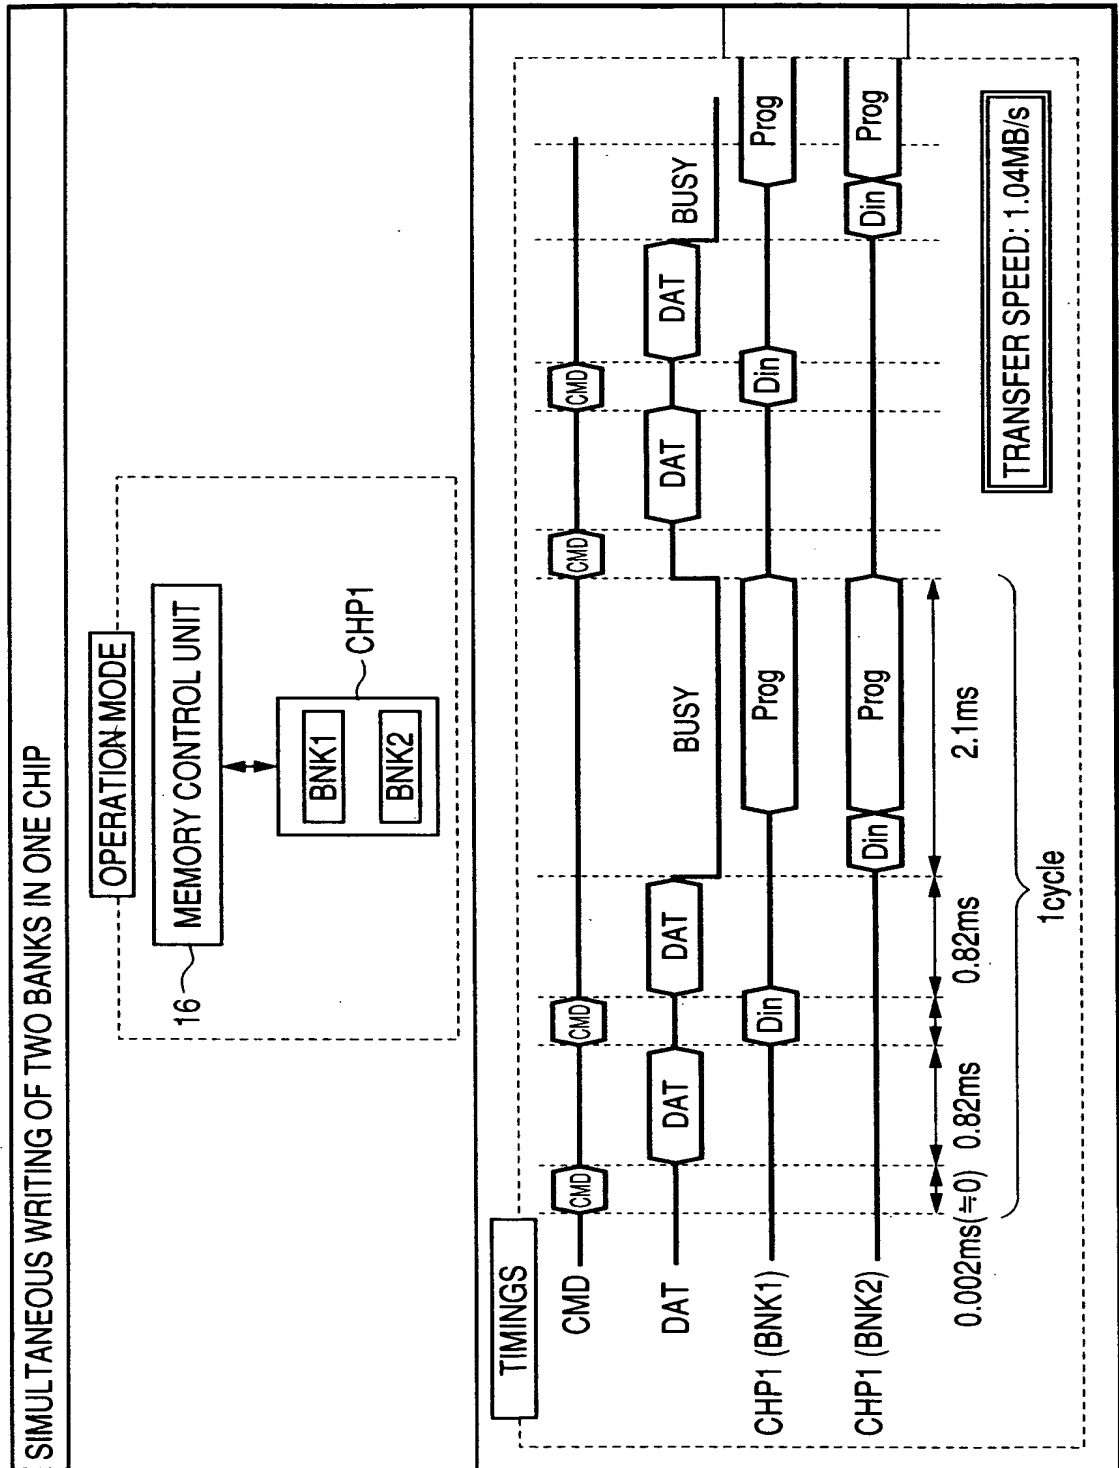 SIMULTANEOUS WRITING OF TWO BANKS IN ONE CHIP
OPERATION MODE
MEMORY CONTROL UNIT
16
CHP1
BNK1
BNK2
TIMINGS
CMD
CMD
CMD
CMD
CMD
DAT
DAT
DAT
BUSY
DAT
DAT
BUSY
CHP1 (BNK1)
Din
Prog
Din
Prog
CHP1 (BNK2)
Din
Prog
Din
Prog
0.002ms(≒0)
0.82ms
0.82ms
2.1ms
1cycle
TRANSFER SPEED: 1.04MB/s